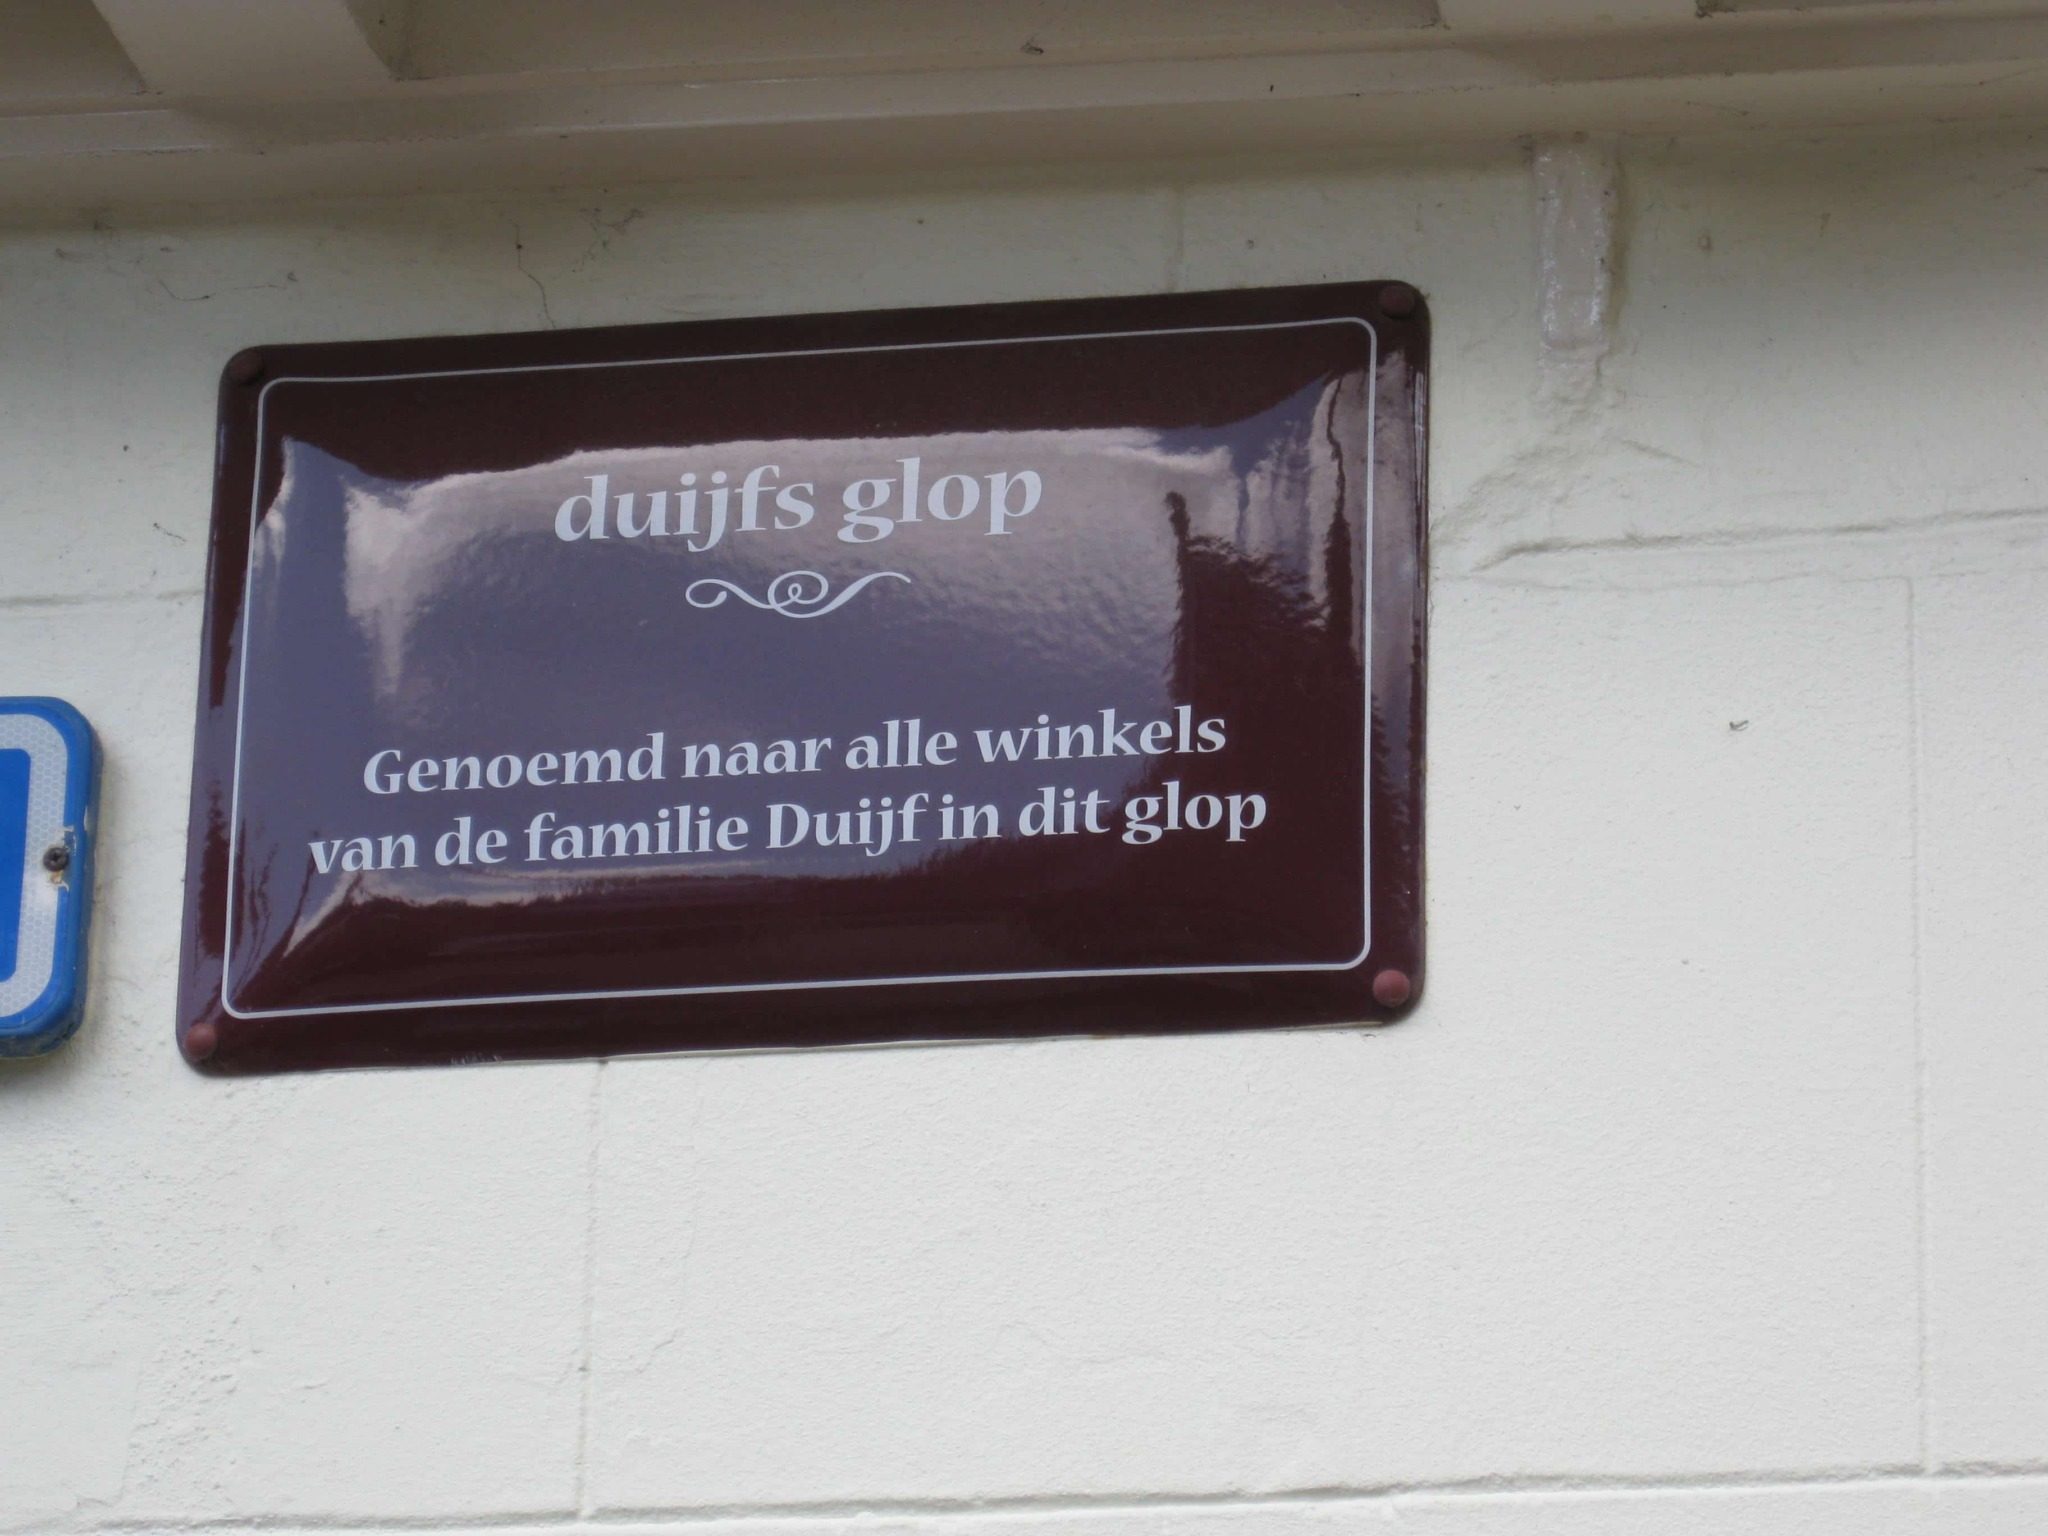 duijfs glop
Genoemd naar alle winkels
van de familie Duijf in dit glop